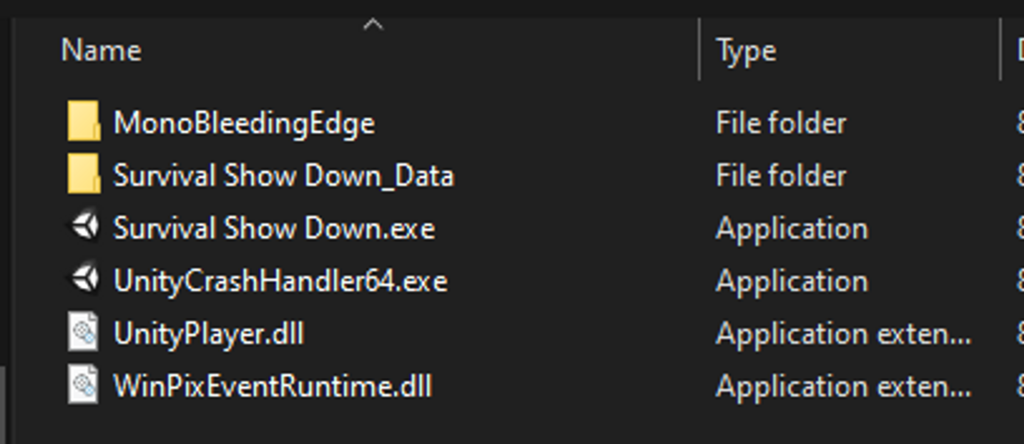 Name Type
MonoBleedingEdge File folder
Survival Show Down_Data File folder
Survival Show Down.exe Application
UnityCrashHandler64.exe Application
UnityPlayer.dll Application exten...
WinPixEventRuntime.dll Application exten...